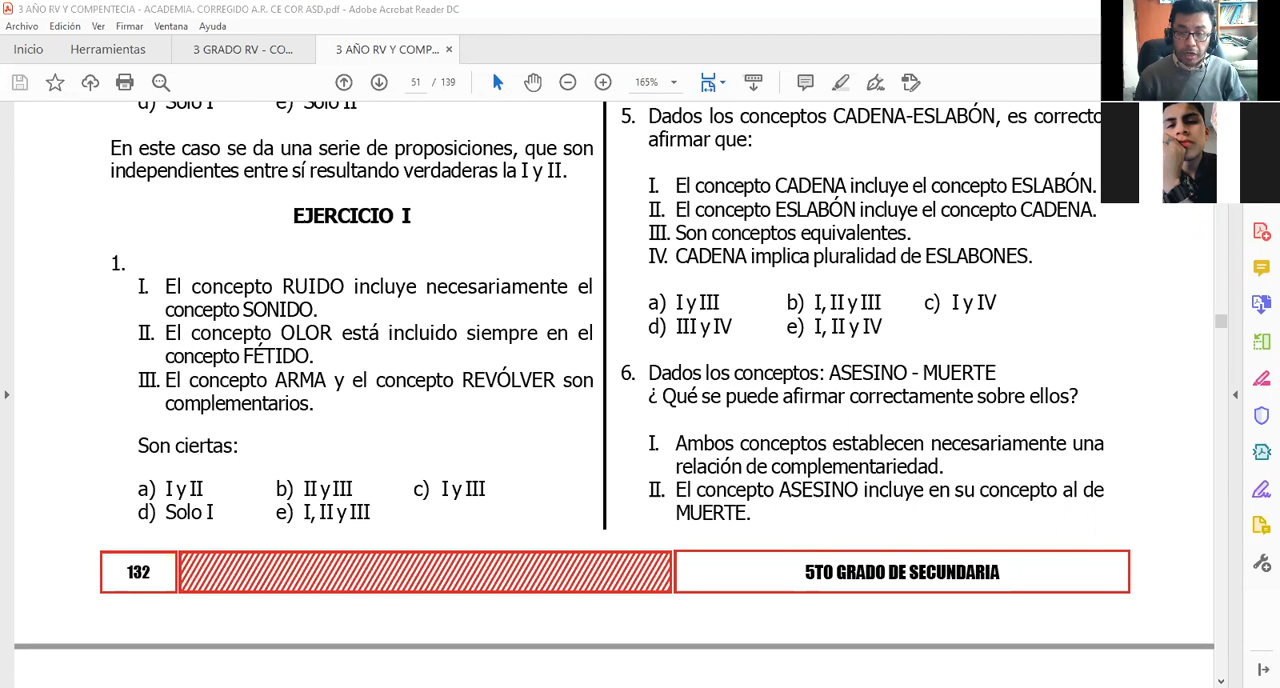 3 AÑO RV Y COMPENTECIA - ACADEMIA. CORREGIDO A.R. CE COR ASD.pdf - Adobe Acrobat Reader DC
Archivo Edición Ver Firmar Ventana Ayuda
Inicio Herramientas 3 GRADO RV - CO... 3 AÑO RV Y COMP... ×
51 / 139 165%
d) Solo I e) Solo II
En este caso se da una serie de proposiciones, que son
independientes entre sí resultando verdaderas la I y II.
EJERCICIO I
1.
I. El concepto RUIDO incluye necesariamente el
concepto SONIDO.
II. El concepto OLOR está incluido siempre en el
concepto FÉTIDO.
III. El concepto ARMA y el concepto REVÓLVER son
complementarios.
Son ciertas:
a) I y II b) II y III c) I y III
d) Solo I e) I, II y III
5. Dados los conceptos CADENA-ESLABÓN, es correcto
afirmar que:
I. El concepto CADENA incluye el concepto ESLABÓN.
II. El concepto ESLABÓN incluye el concepto CADENA.
III. Son conceptos equivalentes.
IV. CADENA implica pluralidad de ESLABONES.
a) I y III b) I, II y III c) I y IV
d) III y IV e) I, II y IV
6. Dados los conceptos: ASESINO - MUERTE
¿ Qué se puede afirmar correctamente sobre ellos?
I. Ambos conceptos establecen necesariamente una
relación de complementariedad.
II. El concepto ASESINO incluye en su concepto al de
MUERTE.
132
5TO GRADO DE SECUNDARIA